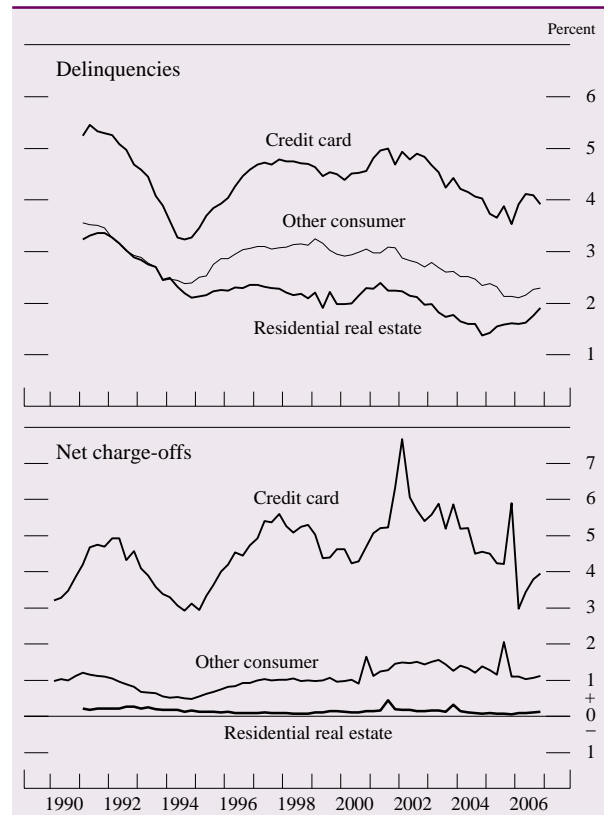 Percent
Delinquencies
6
Credit card
5
4
Other consumer
3
2
Residential real estate
1
Net charge-offs
7
Credit card
6
5
4
3
2
Other consumer
1
+
0
–
Residential real estate
1
1990 1992 1994 1996 1998 2000 2002 2004 2006